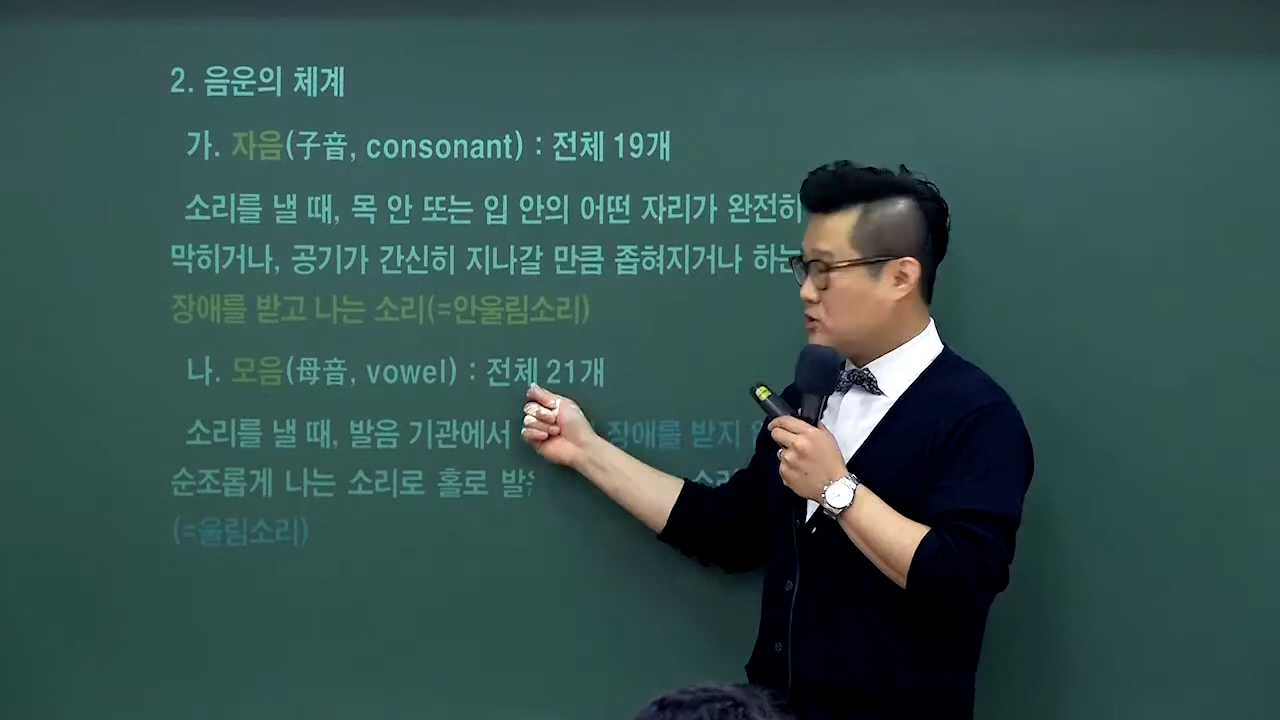 2. 음운의 체계
가. 자음(子音, consonant) : 전체 19개
소리를 낼 때, 목 안 또는 입 안의 어떤 자리가 완전히
막히거나, 공기가 간신히 지나갈 만큼 좁혀지거나 하는
장애를 받고 나는 소리(=안울림소리)
나. 모음(母音, vowel) : 전체 21개
소리를 낼 때, 발음 기관에서 장애를 받지
순조롭게 나는 소리로 홀로
(=울림소리)